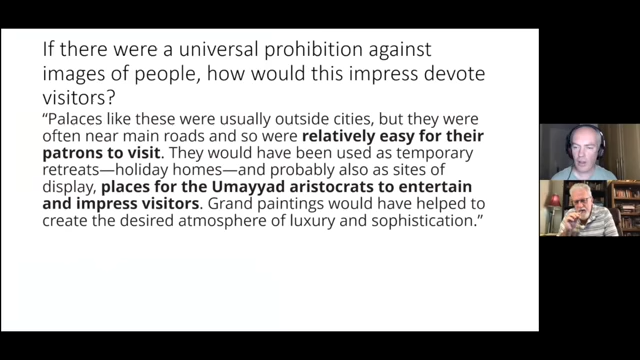 If there were a universal prohibition against
images of people, how would this impress devote
visitors?
“Palaces like these were usually outside cities, but they were
often near main roads and so were relatively easy for their
patrons to visit. They would have been used as temporary
retreats—holiday homes—and probably also as sites of
display, places for the Umayyad aristocrats to entertain
and impress visitors. Grand paintings would have helped to
create the desired atmosphere of luxury and sophistication.”